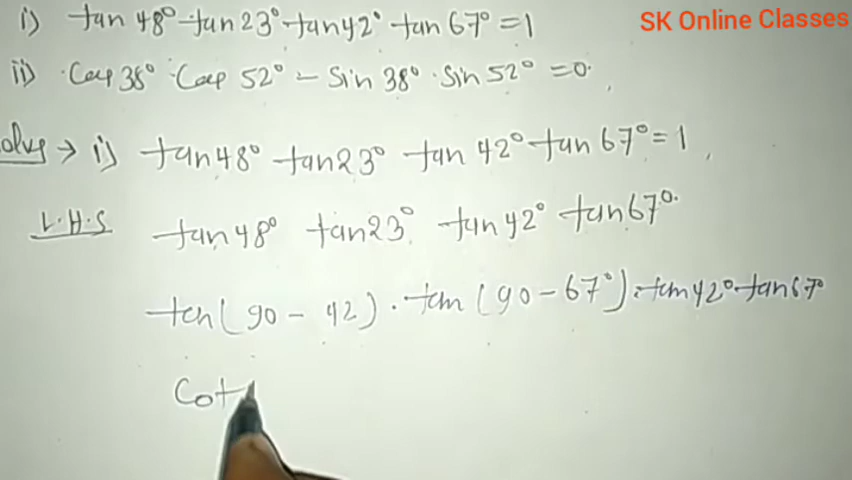 SK Online Classes
i) tan 48° tan 23° tan 42° tan 67° = 1
ii) Cos 38° Cos 52° - Sin 38° . Sin 52° = 0.
Solve → i) tan 48° tan 23° tan 42° tan 67° = 1
L.H.S tan 48° tan 23° tan 42° tan 67°
tan (90 - 42) . tan (90 - 67°) . tan 42° . tan 67°
Cot